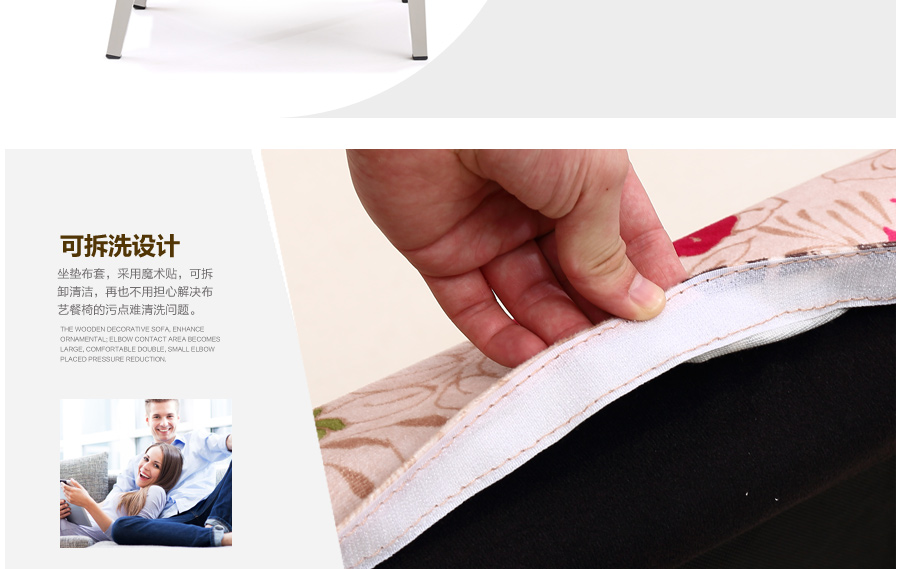 可拆洗设计
坐垫布套，采用魔术贴，可拆
卸清洁，再也不用担心解决布
艺餐椅的污点难清洗问题。
THE WOODEN DECORATIVE SOFA, ENHANCE
ORNAMENTAL; ELBOW CONTACT AREA BECOMES
LARGE, COMFORTABLE DOUBLE, SMALL ELBOW
PLACED PRESSURE REDUCTION.